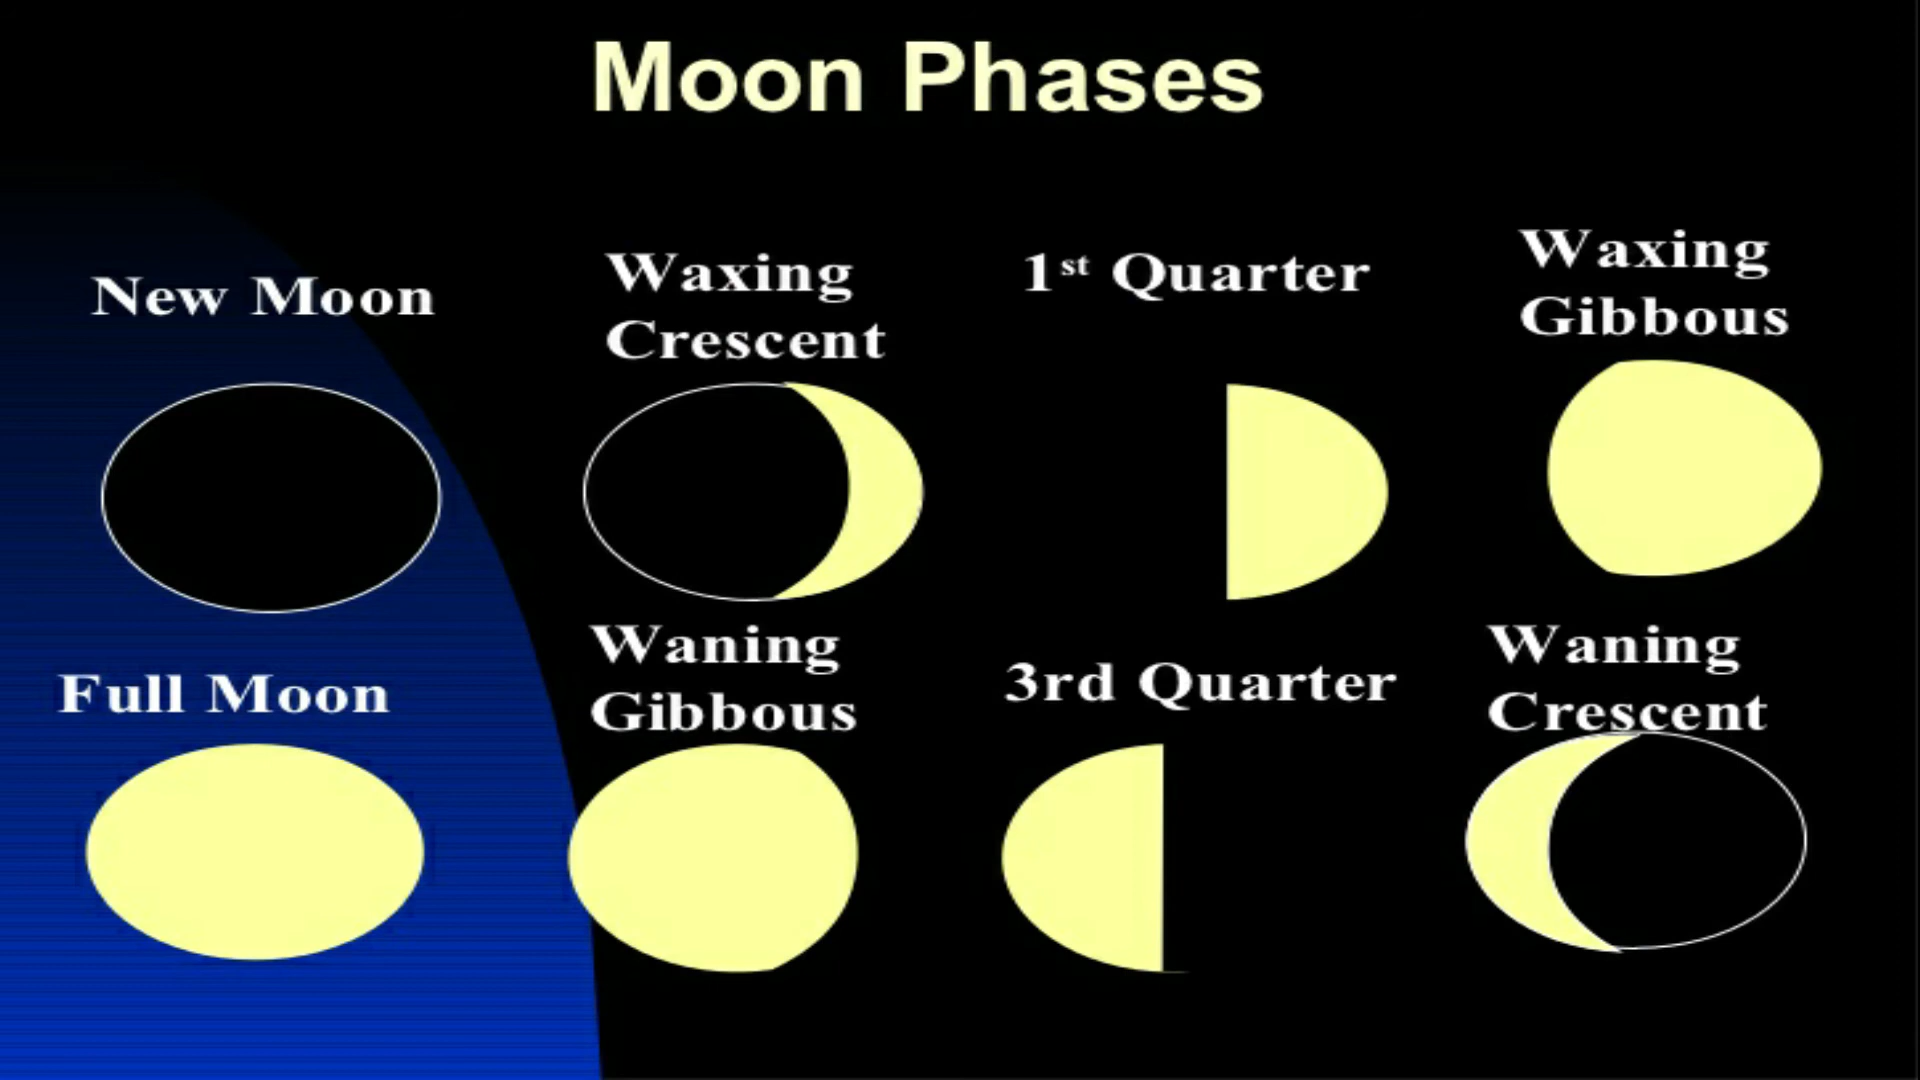 Moon Phases
New Moon
Waxing
Crescent
1st Quarter
Waxing
Gibbous
Full Moon
Waning
Gibbous
3rd Quarter
Waning
Crescent